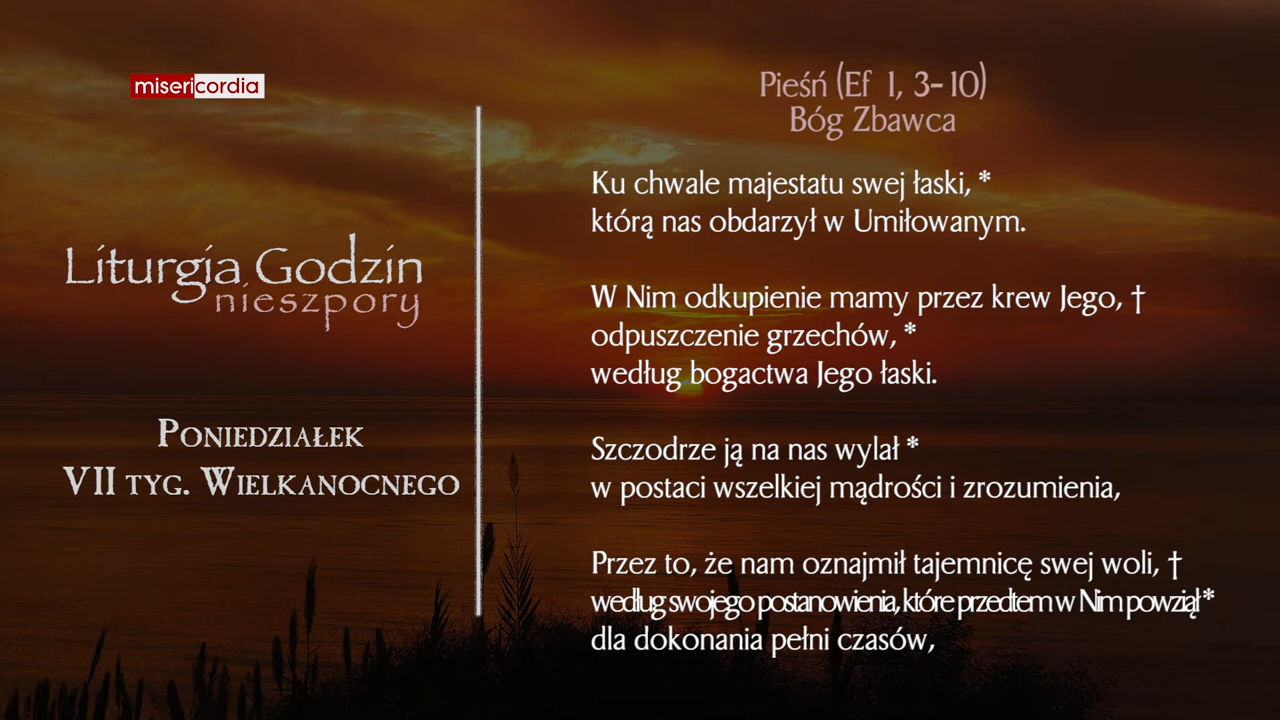 misericordia
Liturgia Godzin
nieszpory
Poniedziałek
VII tyg. Wielkanocnego
Pieśń (Ef 1, 3-10)
Bóg Zbawca
Ku chwale majestatu swej łaski, *
którą nas obdarzył w Umiłowanym.
W Nim odkupienie mamy przez krew Jego, †
odpuszczenie grzechów, *
według bogactwa Jego łaski.
Szczodrze ją na nas wylał *
w postaci wszelkiej mądrości i zrozumienia,
Przez to, że nam oznajmił tajemnicę swej woli, †
według swojego postanowienia, które przedtem w Nim powziął *
dla dokonania pełni czasów,